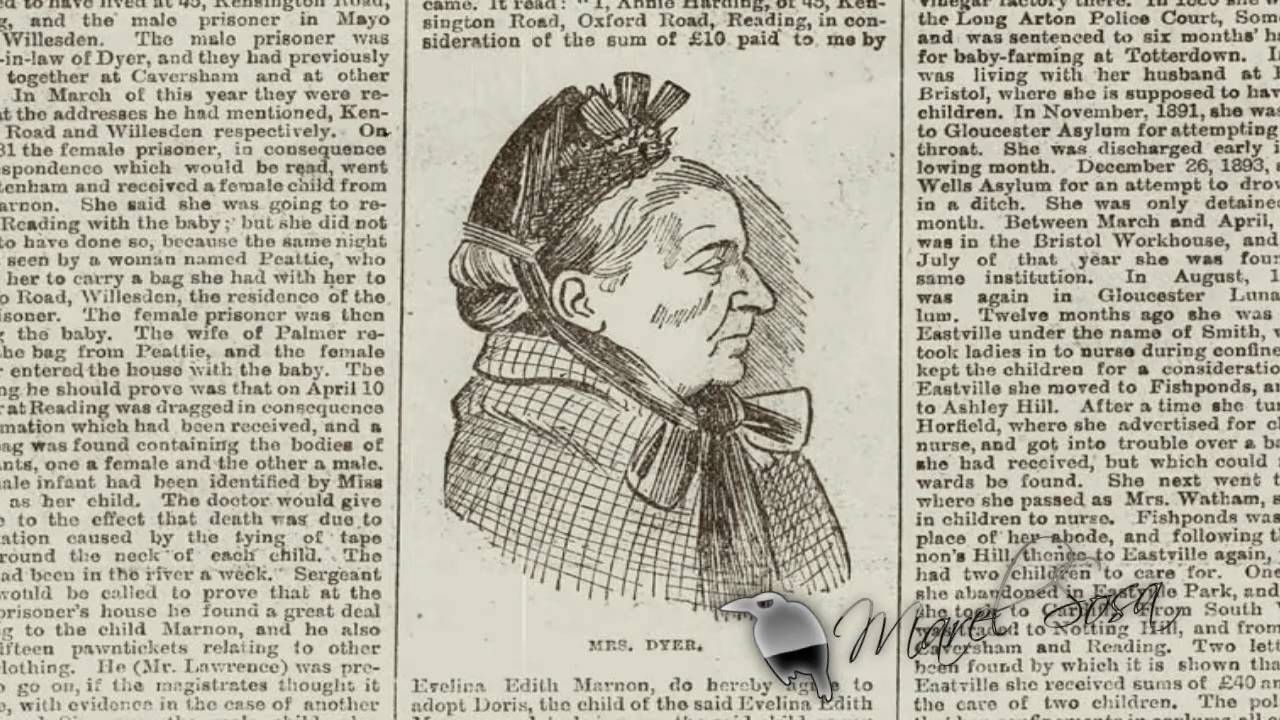 ed to have lived at 45, Kensington Road,
g, and the male prisoner in Mayo
Willesden. The male prisoner was
-in-law of Dyer, and they had previously
together at Caversham and at other
In March of this year they were re-
at the addresses he had mentioned, Ken-
Road and Willesden respectively. On
31 the female prisoner, in consequence
espondence which would be read, went
tenham and received a female child from
arnon. She said she was going to re-
Reading with the baby; but she did not
to have done so, because the same night
seen by a woman named Peattie, who
her to carry a bag she had with her to
o Road, Willesden, the residence of the
isoner. The female prisoner was then
g the baby. The wife of Palmer re-
he bag from Peattie, and the female
r entered the house with the baby. The
ng he should prove was that on April 10
r at Reading was dragged in consequence
mation which had been received, and a
bag was found containing the bodies of
ants, one a female and the other a male.
ale infant had been identified by Miss
as her child. The doctor would give
e to the effect that death was due to
ation caused by the tying of tape
round the neck of each child. The
ad been in the river a week. Sergeant
would be called to prove that at the
prisoner's house he found a great deal
ng to the child Marnon, and he also
ifteen pawntickets relating to other
lothing. He (Mr. Lawrence) was pre-
o go on, if the magistrates thought it
e, with evidence in the case of another
came. It read: "I, Annie Harding, of 45, Ken-
sington Road, Oxford Road, Reading, in con-
sideration of the sum of £10 paid to me by
MRS. DYER.
Evelina Edith Marnon, do hereby agree to
adopt Doris, the child of the said Evelina Edith
the Long Arton Police Court, Som
and was sentenced to six months' ha
for baby-farming at Totterdown. I
was living with her husband at
Bristol, where she is supposed to hav
children. In November, 1891, she was
to Gloucester Asylum for attempting
throat. She was discharged early i
lowing month. December 26, 1893,
Wells Asylum for an attempt to drow
in a ditch. She was only detaine
month. Between March and April,
was in the Bristol Workhouse, and
July of that year she was foun
same institution. In August, 1
was again in Gloucester Luna
lum. Twelve months ago she was
Eastville under the name of Smith,
took ladies in to nurse during confine
kept the children for a consideratio
Eastville she moved to Fishponds, an
to Ashley Hill. After a time she tu
Horfield, where she advertised for c
nurse, and got into trouble over a ba
she had received, but which could
wards be found. She next went t
where she passed as Mrs. Watham, s
in children to nurse. Fishponds was
place of her abode, and following th
non's Hill, thence to Eastville again,
had two children to care for. One
she abandoned in Eastville Park, and
she took to Cardiff. From South
was traced to Notting Hill, and from
Caversham and Reading. Two lett
been found by which it is shown tha
Eastville she received sums of £40 an
the care of two children. The pol
Marel Sosa